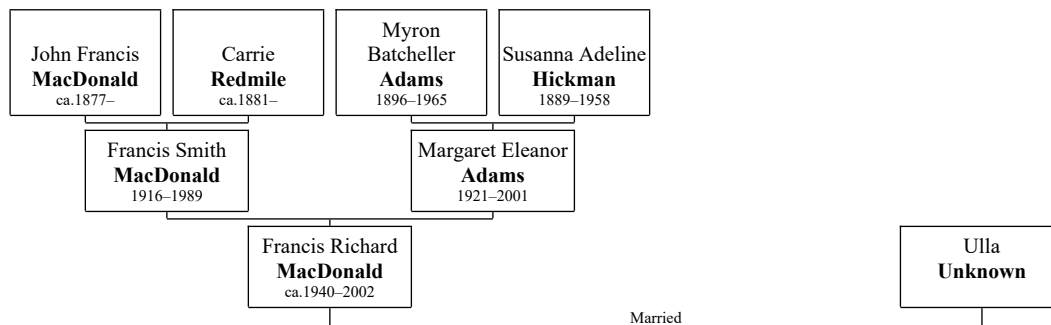 John Francis
MacDonald
ca.1877–
Carrie
Redmile
ca.1881–
Myron
Batcheller
Adams
1896–1965
Susanna Adeline
Hickman
1889–1958
Francis Smith
MacDonald
1916–1989
Margaret Eleanor
Adams
1921–2001
Francis Richard
MacDonald
ca.1940–2002
Ulla
Unknown
Married